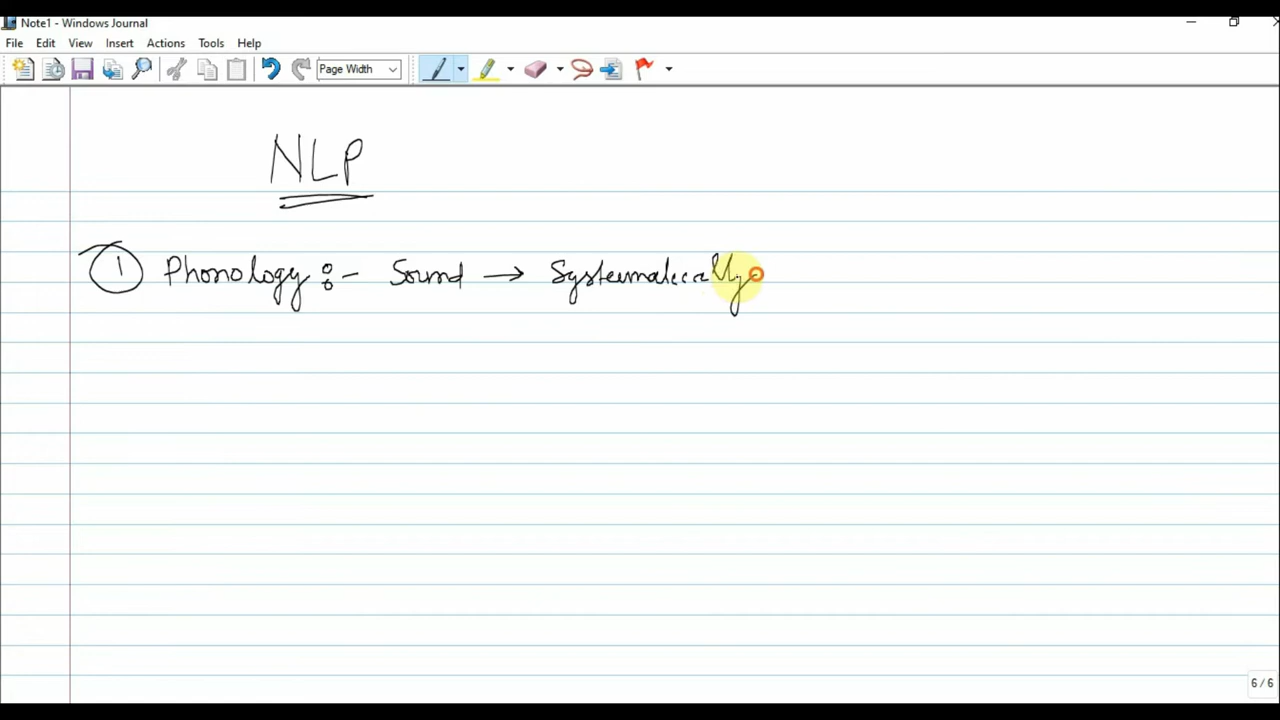 Note1 - Windows Journal
File Edit View Insert Actions Tools Help
Page Width
NLP
1 Phonology :- Sound → Systematically
6 / 6